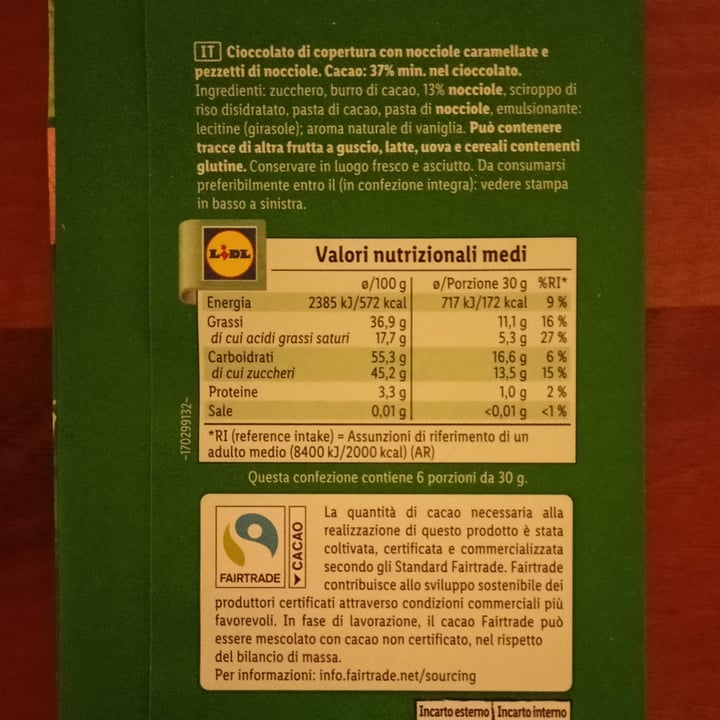 IT Cioccolato di copertura con nocciole caramellate e
pezzetti di nocciole. Cacao: 37% min. nel cioccolato.
Ingredienti: zucchero, burro di cacao, 13% nocciole, sciroppo di
riso disidratato, pasta di cacao, pasta di nocciole, emulsionante:
lecitine (girasole); aroma naturale di vaniglia. Può contenere
tracce di altra frutta a guscio, latte, uova e cereali contenenti
glutine. Conservare in luogo fresco e asciutto. Da consumarsi
preferibilmente entro il (in confezione integra): vedere stampa
in basso a sinistra.
LIDL
Valori nutrizionali medi
ø/100 g ø/Porzione 30 g %RI*
Energia 2385 kJ/572 kcal 717 kJ/172 kcal 9 %
Grassi 36,9 g 11,1 g 16 %
di cui acidi grassi saturi 17,7 g 5,3 g 27 %
Carboidrati 55,3 g 16,6 g 6 %
di cui zuccheri 45,2 g 13,5 g 15 %
Proteine 3,3 g 1,0 g 2 %
Sale 0,01 g <0,01 g <1 %
*RI (reference intake) = Assunzioni di riferimento di un
adulto medio (8400 kJ/2000 kcal) (AR)
-170299132-
Questa confezione contiene 6 porzioni da 30 g.
FAIRTRADE
CACAO
La quantità di cacao necessaria alla
realizzazione di questo prodotto è stata
coltivata, certificata e commercializzata
secondo gli Standard Fairtrade. Fairtrade
contribuisce allo sviluppo sostenibile dei
produttori certificati attraverso condizioni commerciali più
favorevoli. In fase di lavorazione, il cacao Fairtrade può
essere mescolato con cacao non certificato, nel rispetto
del bilancio di massa.
Per informazioni: info.fairtrade.net/sourcing
Incarto esterno Incarto interno